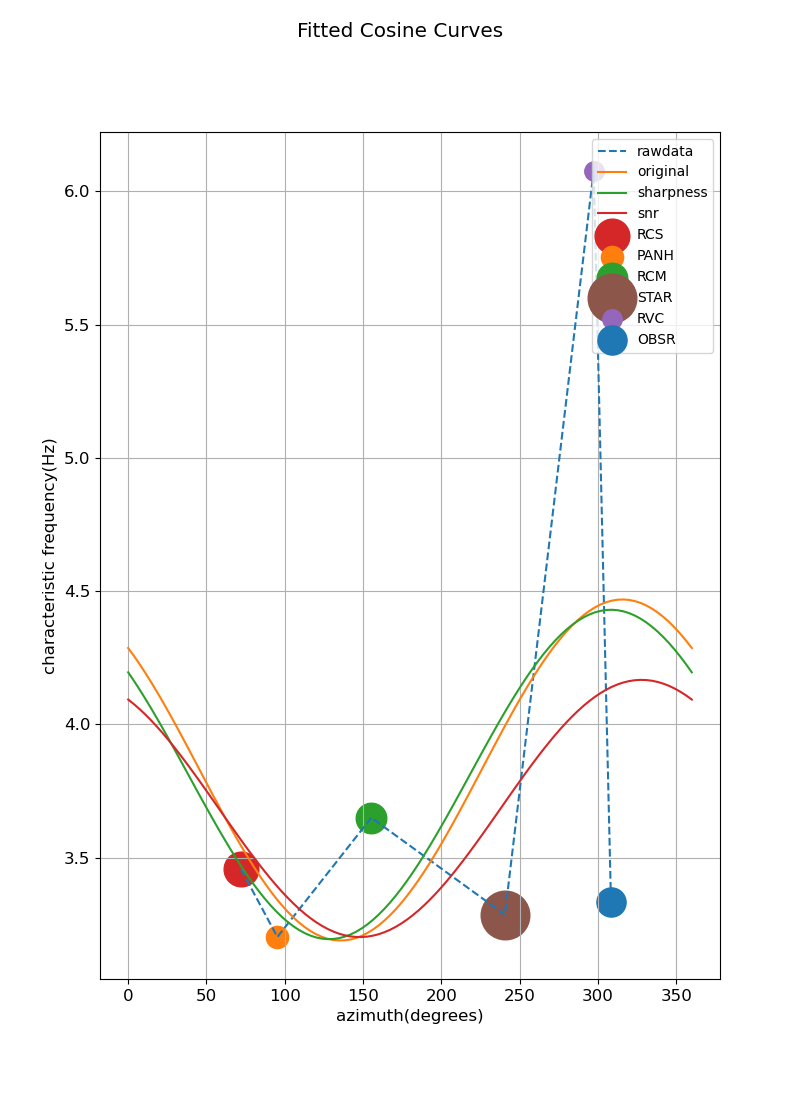 Fitted Cosine Curves
rawdata
original
sharpness
snr
RCS
PANH
RCM
STAR
RVC
OBSR
characteristic frequency(Hz)
6.0
5.5
5.0
4.5
4.0
3.5
0 50 100 150 200 250 300 350
azimuth(degrees)